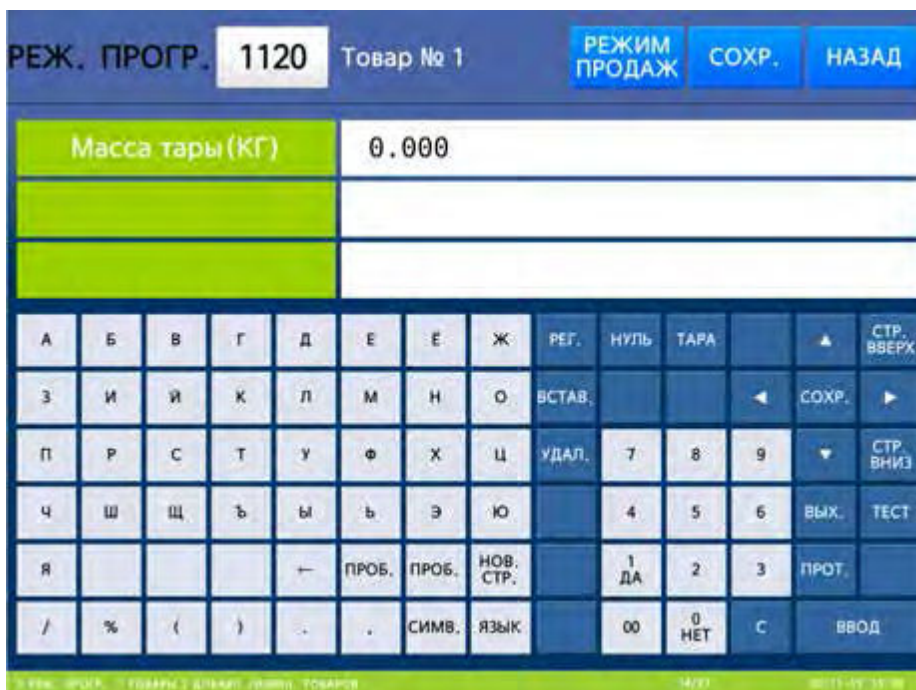 РЕЖ. ПРОГР. 1120 Товар № 1 РЕЖИМ ПРОДАЖ СОХР. НАЗАД
Масса тары(КГ) 0.000
А Б В Г Д Е Ё Ж РЕГ. НУЛЬ ТАРА ▲ СТР. ВВЕРХ
З И Й К Л М Н О ВСТАВ. ◀ СОХР. ▶
П Р С Т У Ф Х Ц УДАЛ. 7 8 9 ▼ СТР. ВНИЗ
Ч Ш Щ Ъ Ы Ь Э Ю 4 5 6 ВЫХ. ТЕСТ
Я ← ПРОБ. ПРОБ. НОВ. СТР. 1 ДА 2 3 ПРОТ.
/ % ( ) СИМВ. ЯЗЫК 00 0 НЕТ С ВВОД